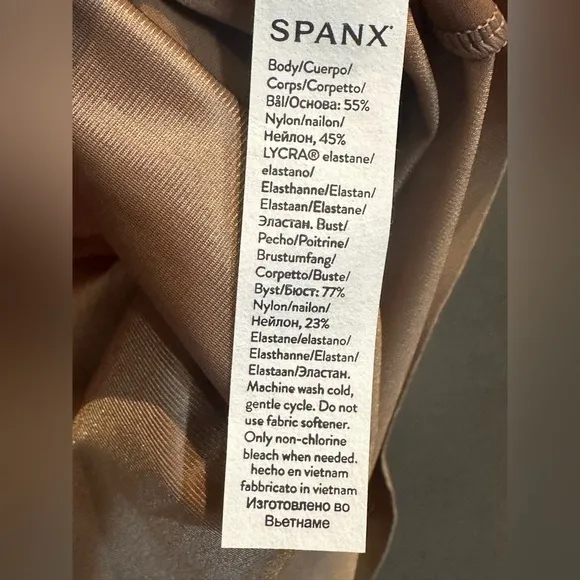 SPANX®
Body/Cuerpo/
Corps/Corpetto/
Bål/Основа: 55%
Nylon/nailon/
Нейлон, 45%
LYCRA® elastane/
elastano/
Elasthanne/Elastan/
Elastaan/Elastane/
Эластан. Bust/
Pecho/Poitrine/
Brustumfang/
Corpetto/Buste/
Byst/Бюст: 77%
Nylon/nailon/
Нейлон, 23%
Elastane/elastano/
Elasthanne/Elastan/
Elastaan/Эластан.
Machine wash cold,
gentle cycle. Do not
use fabric softener.
Only non-chlorine
bleach when needed.
hecho en vietnam
fabbricato in vietnam
Изготовлено во
Вьетнаме